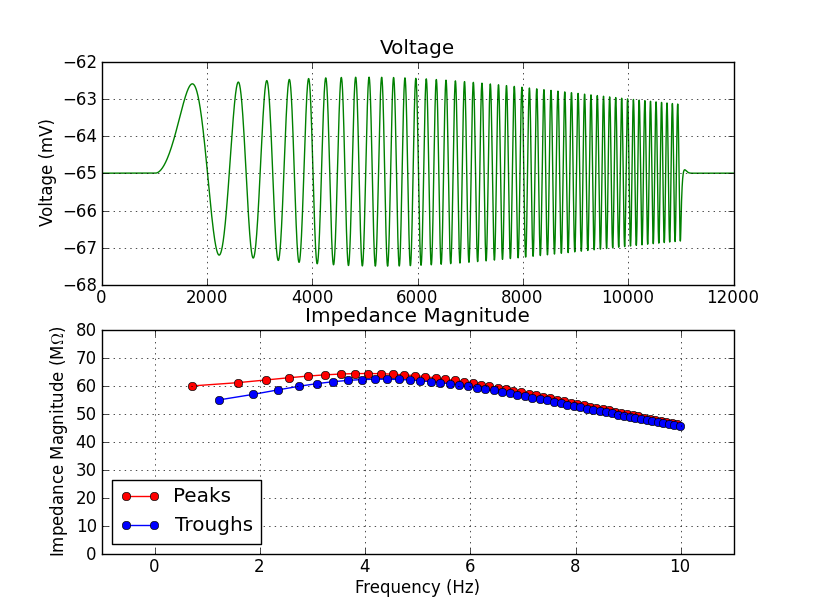 Voltage
−62
−63
−64
−65
−66
−67
−68
Voltage (mV)
0 2000 4000 6000 8000 10000 12000
Impedance Magnitude
80
70
60
50
40
30
20
10
0
Impedance Magnitude (MΩ)
Peaks
Troughs
0 2 4 6 8 10
Frequency (Hz)